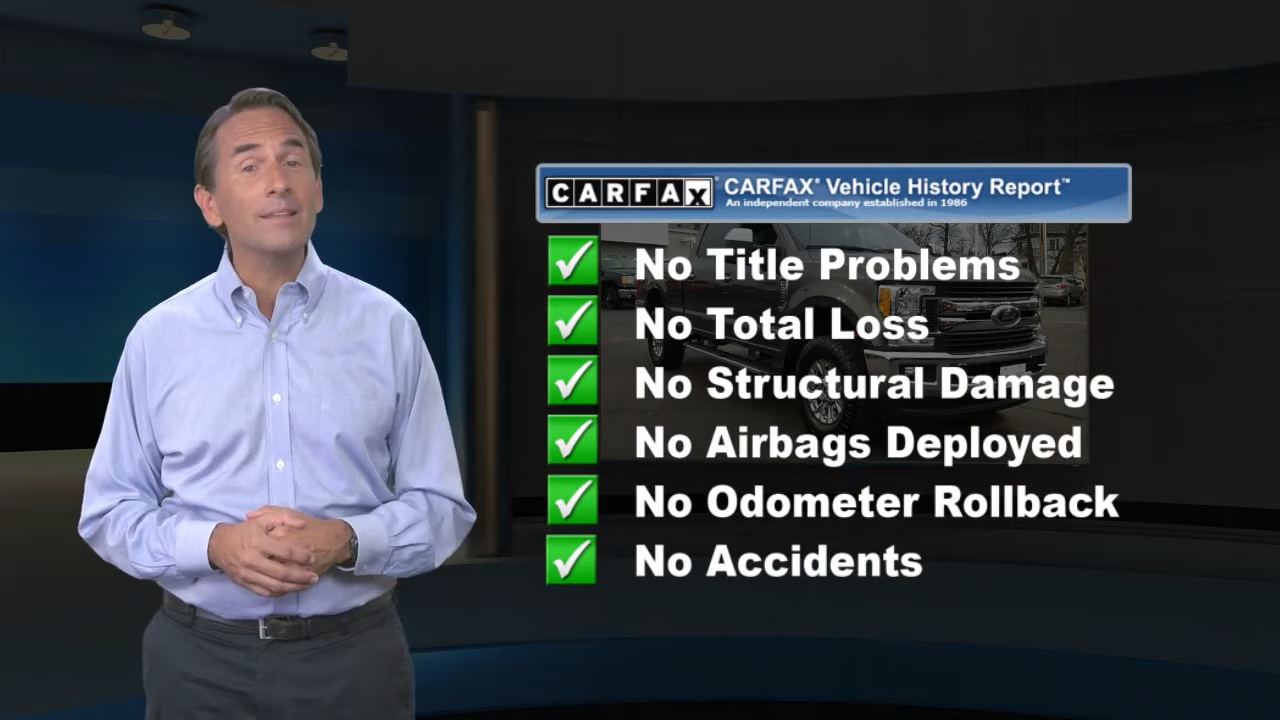 CARFAX® CARFAX® Vehicle History Report™
An independent company established in 1986
No Title Problems
No Total Loss
No Structural Damage
No Airbags Deployed
No Odometer Rollback
No Accidents